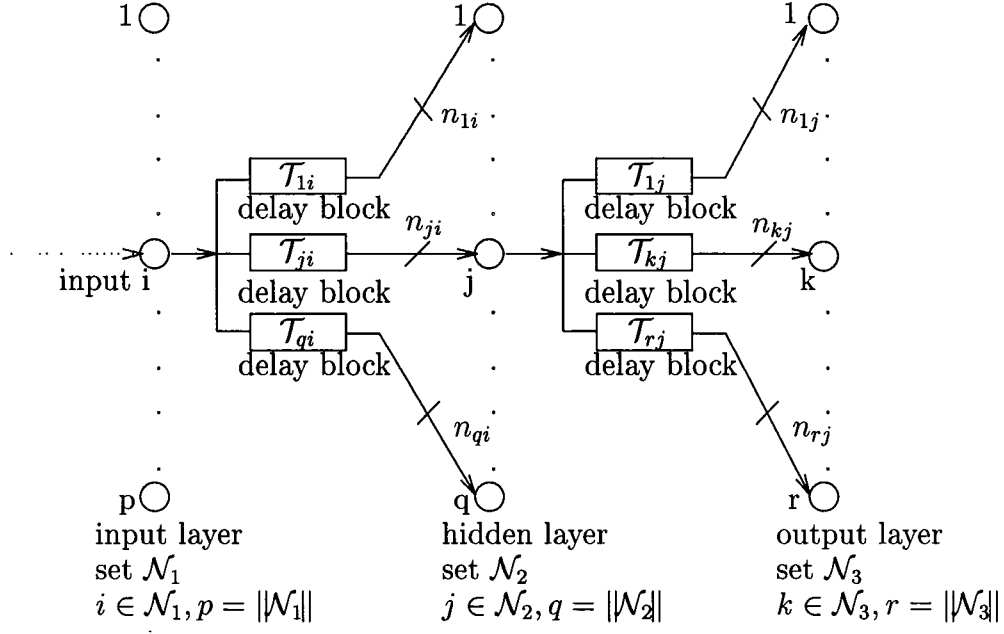 1 1 1
n_{1i} n_{1j}
𝒯_{1i} 𝒯_{1j}
delay block delay block
n_{ji} n_{kj}
𝒯_{ji} 𝒯_{kj}
input i j k
delay block delay block
𝒯_{qi} 𝒯_{rj}
delay block delay block
n_{qi} n_{rj}
p q r
input layer hidden layer output layer
set 𝒩_1 set 𝒩_2 set 𝒩_3
i ∈ 𝒩_1, p = ||𝒩_1|| j ∈ 𝒩_2, q = ||𝒩_2|| k ∈ 𝒩_3, r = ||𝒩_3||